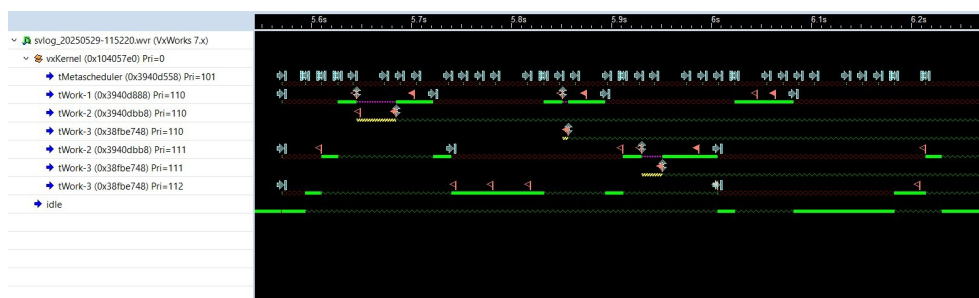 5.6s 5.7s 5.8s 5.9s 6s 6.1s 6.2s
svlog_20250529-115220.wvr (VxWorks 7.x)
vxKernel (0x104057e0) Pri=0
tMetascheduler (0x3940d558) Pri=101
tWork-1 (0x3940d888) Pri=110
tWork-2 (0x3940dbb8) Pri=110
tWork-3 (0x38fbe748) Pri=110
tWork-2 (0x3940dbb8) Pri=111
tWork-3 (0x38fbe748) Pri=111
tWork-3 (0x38fbe748) Pri=112
idle